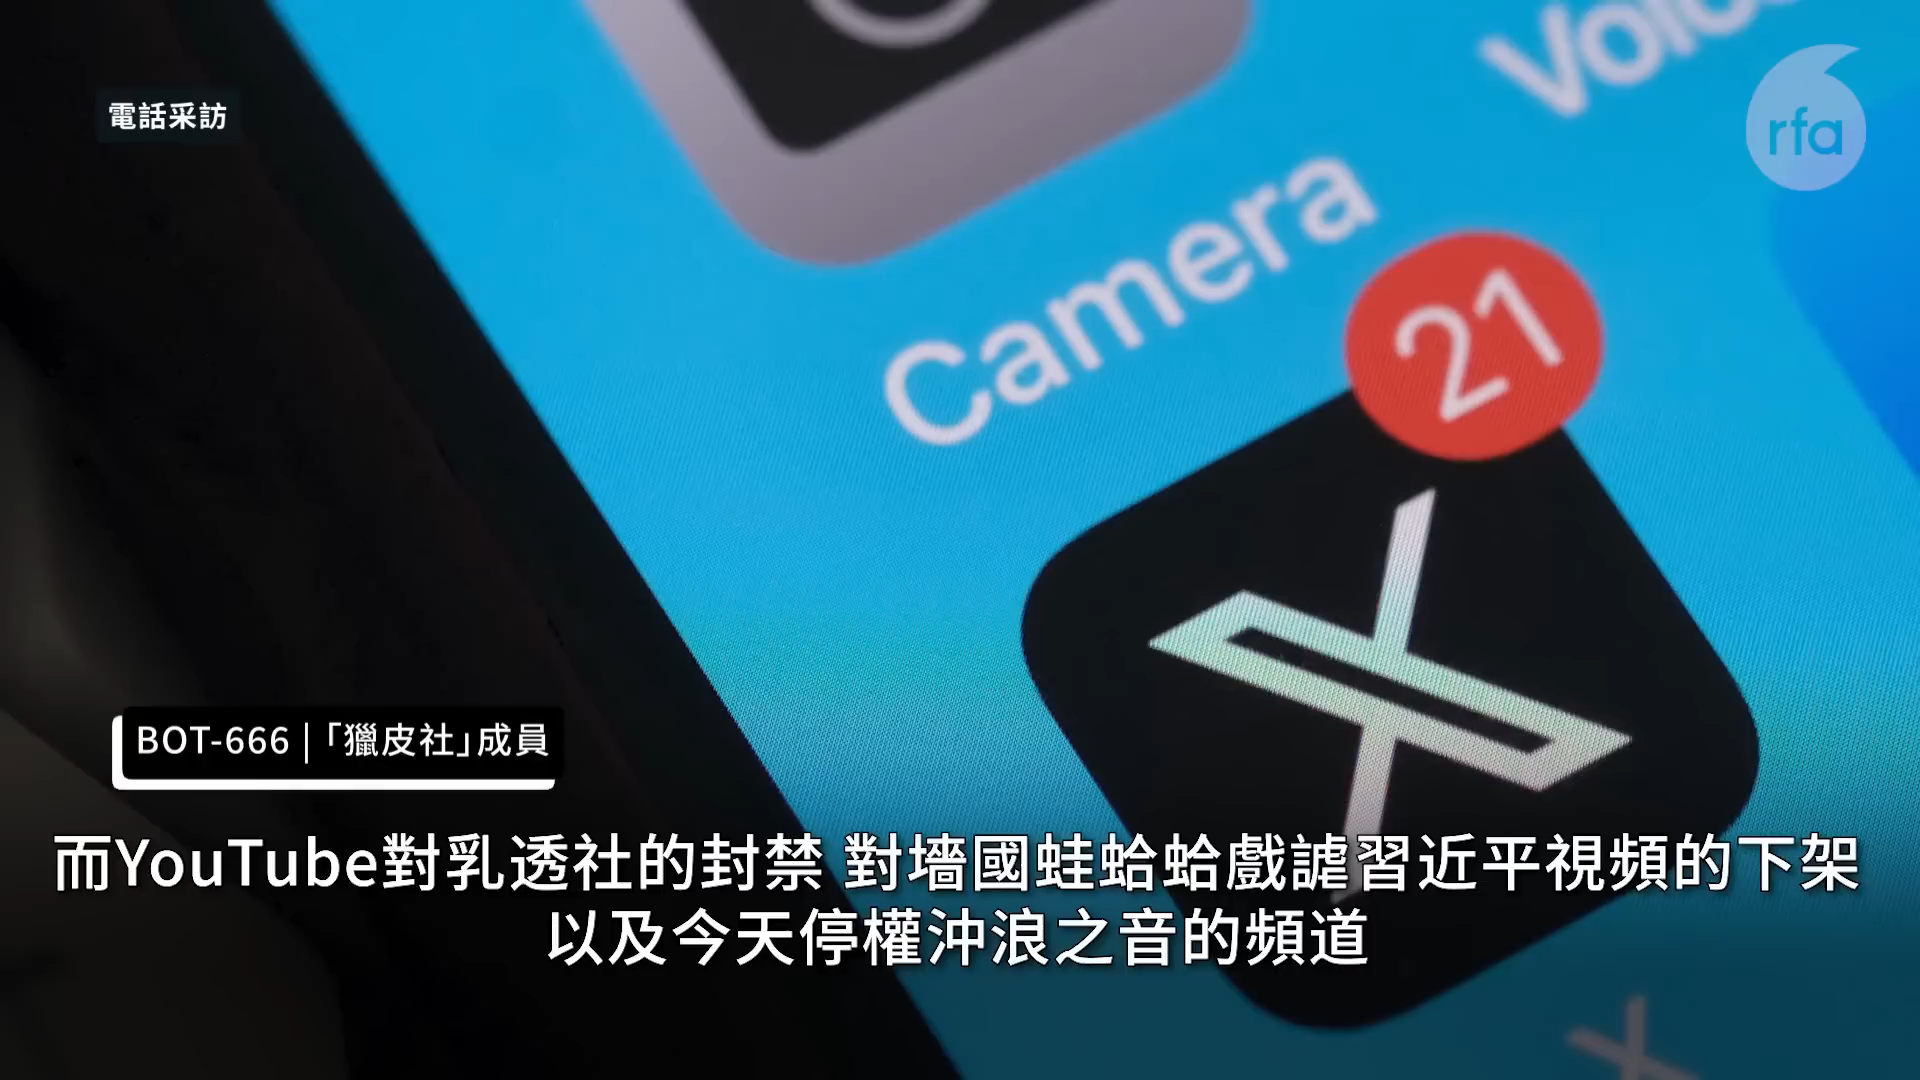 Voice
rfa
電話采訪
Camera
21
BOT-666 |「獵皮社」成員
而YouTube對乳透社的封禁 對墻國蛙蛤蛤戲謔習近平視頻的下架
以及今天停權沖浪之音的頻道
X